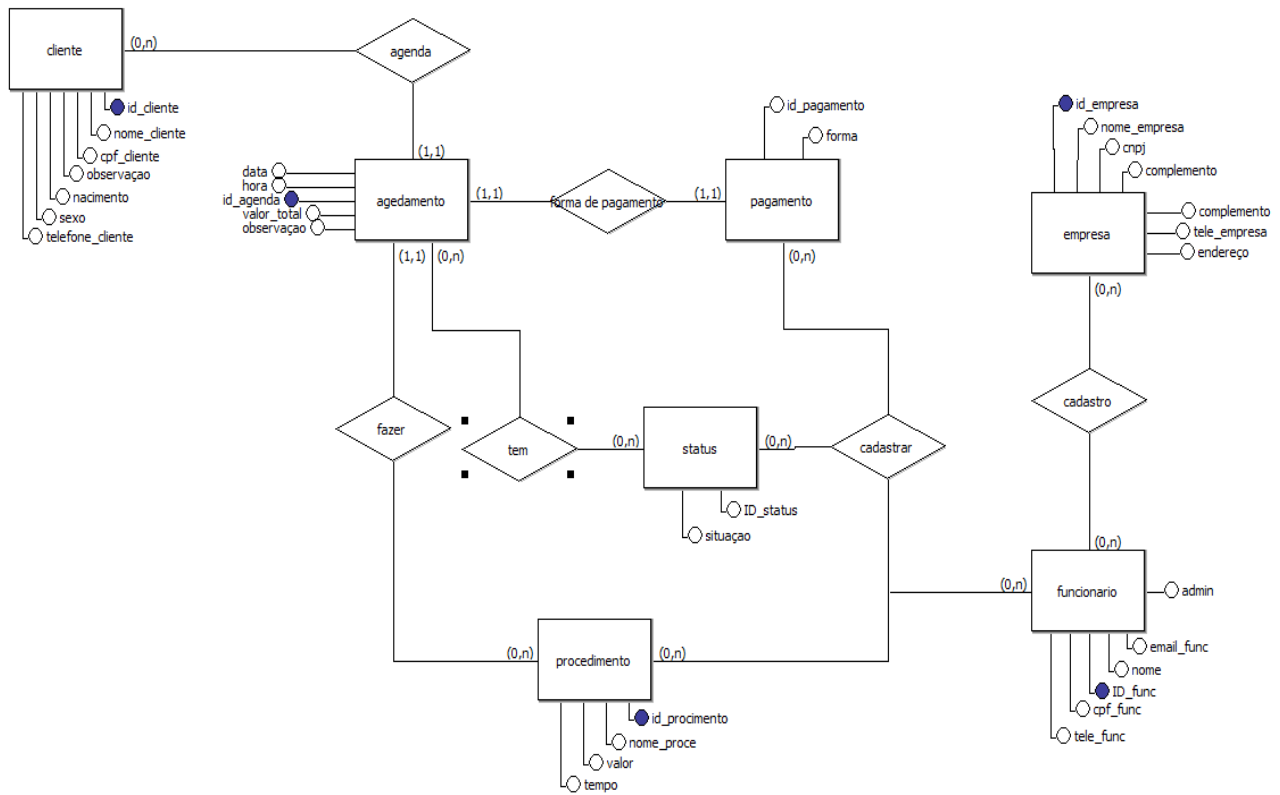 cliente
(0,n)
agenda
id_cliente
nome_cliente
cpf_cliente
observaçao
nacimento
sexo
telefone_cliente
(1,1)
data
hora
id_agenda
valor_total
observaçao
agedamento
(1,1)
forma de pagamento
(1,1)
id_pagamento
forma
pagamento
(0,n)
id_empresa
nome_empresa
cnpj
complemento
empresa
complemento
tele_empresa
endereço
(0,n)
(1,1)
(0,n)
cadastro
fazer
tem
(0,n)
status
(0,n)
cadastrar
ID_status
situaçao
(0,n)
(0,n)
funcionario
admin
email_func
nome
ID_func
cpf_func
tele_func
(0,n)
procedimento
(0,n)
id_procimento
nome_proce
valor
tempo